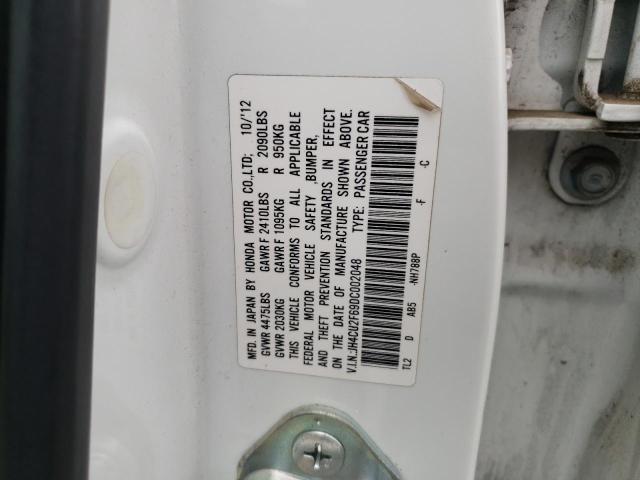 MFD. IN JAPAN BY HONDA MOTOR CO.,LTD; 10/'12
GVWR 4475LBS GAWR F 2410LBS R 2090LBS
GVWR 2030KG GAWR F 1095KG R 950KG
THIS VEHICLE CONFORMS TO ALL APPLICABLE
FEDERAL MOTOR VEHICLE SAFETY ,BUMPER,
AND THEFT PREVENTION STANDARDS IN EFFECT
ON THE DATE OF MANUFACTURE SHOWN ABOVE.
V.I.N.:JH4CU2F69DC002048 TYPE: PASSENGER CAR
TL2 D AB5 -NH788P -F -C